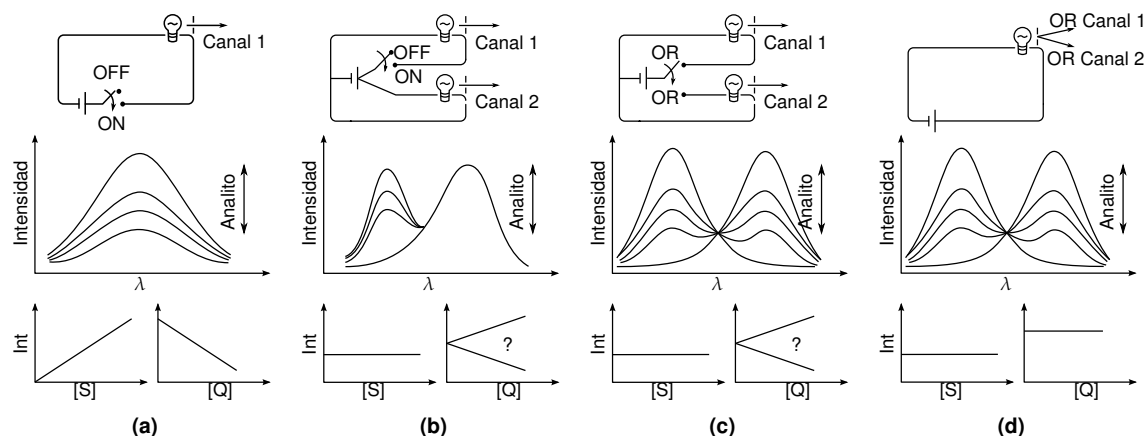 Canal 1
OFF
ON
Intensidad
Analito
λ
Int
[S]
[Q]
(a)
OFF
ON
Canal 1
Canal 2
Intensidad
Analito
λ
Int
?
[S]
[Q]
(b)
OR
OR
Canal 1
Canal 2
Intensidad
Analito
λ
Int
?
[S]
[Q]
(c)
OR Canal 1
OR Canal 2
Intensidad
Analito
λ
Int
[S]
[Q]
(d)